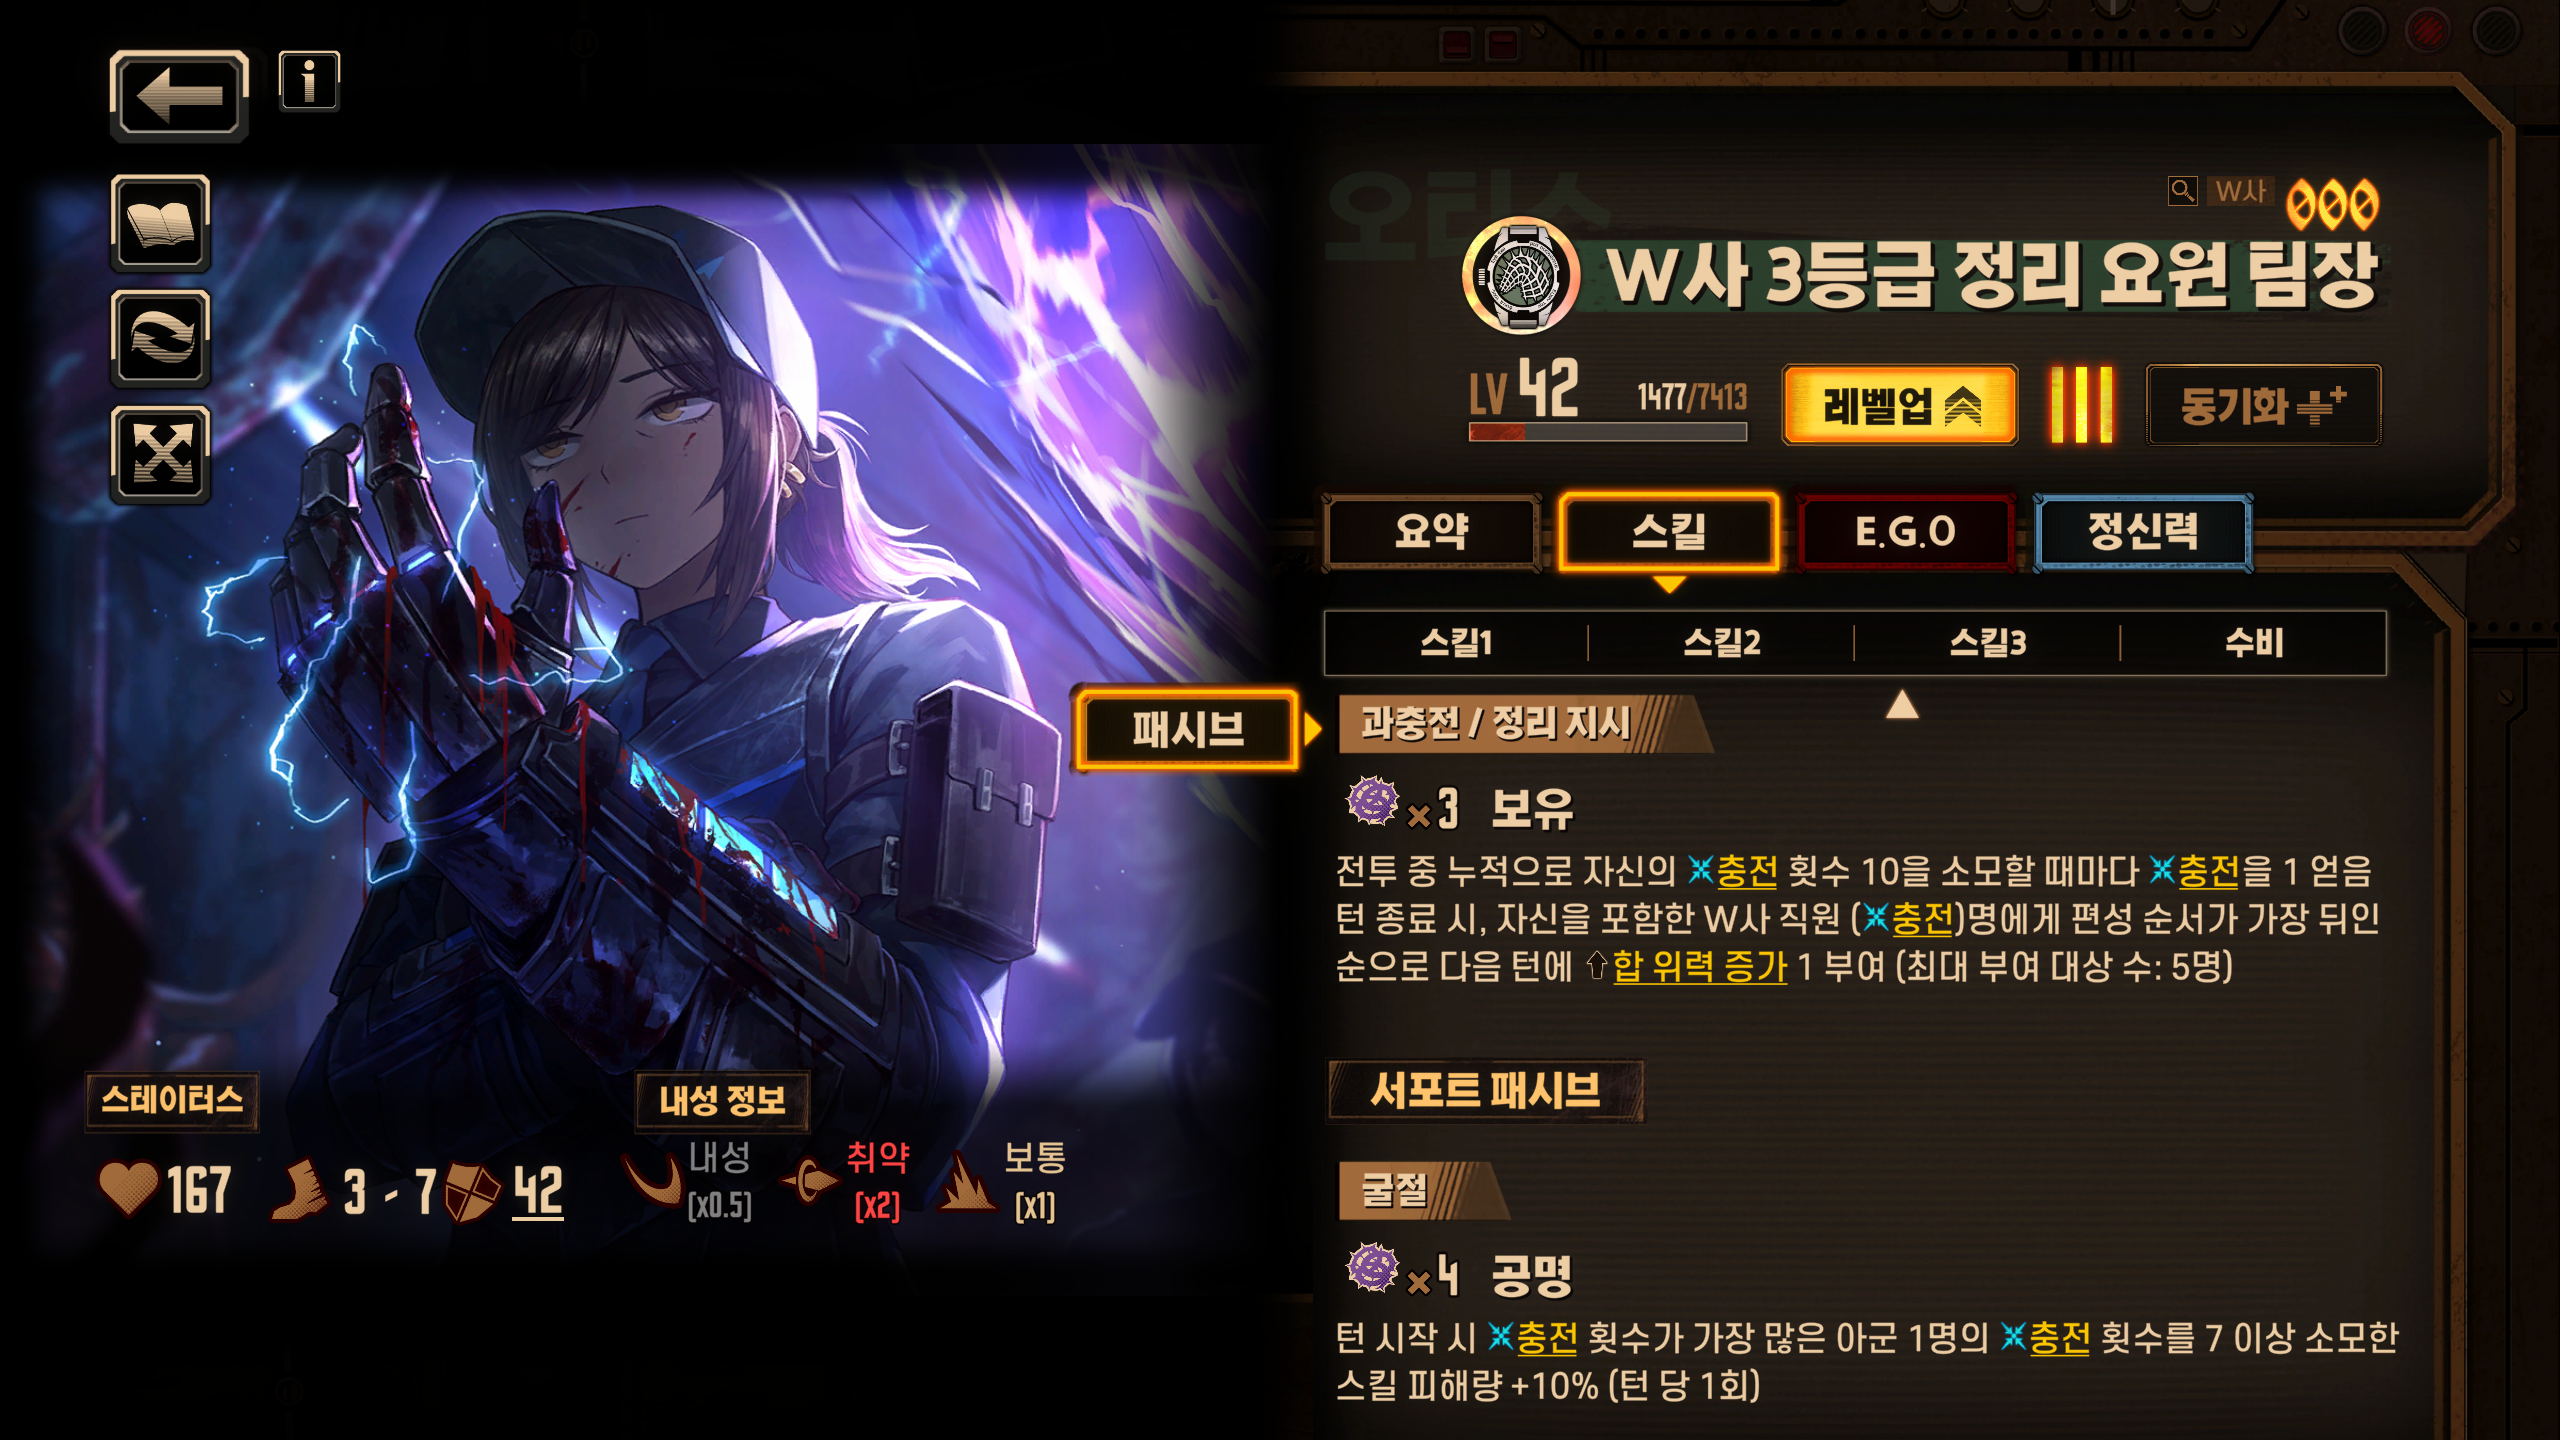 오티스
W사
W사 3등급 정리 요원 팀장
LV 42
1477/7413
레벨업
동기화
요약
스킬
E.G.O
정신력
스킬1
스킬2
스킬3
수비
패시브
과충전 / 정리 지시
×3 보유
전투 중 누적으로 자신의 충전 횟수 10을 소모할 때마다 충전을 1 얻음
턴 종료 시, 자신을 포함한 W사 직원 (충전)명에게 편성 순서가 가장 뒤인
순으로 다음 턴에 합 위력 증가 1 부여 (최대 부여 대상 수: 5명)
서포트 패시브
굴절
×4 공명
턴 시작 시 충전 횟수가 가장 많은 아군 1명의 충전 횟수를 7 이상 소모한
스킬 피해량 +10% (턴 당 1회)
스테이터스
167
3 - 7
42
내성 정보
내성
[x0.5]
취약
[x2]
보통
[x1]